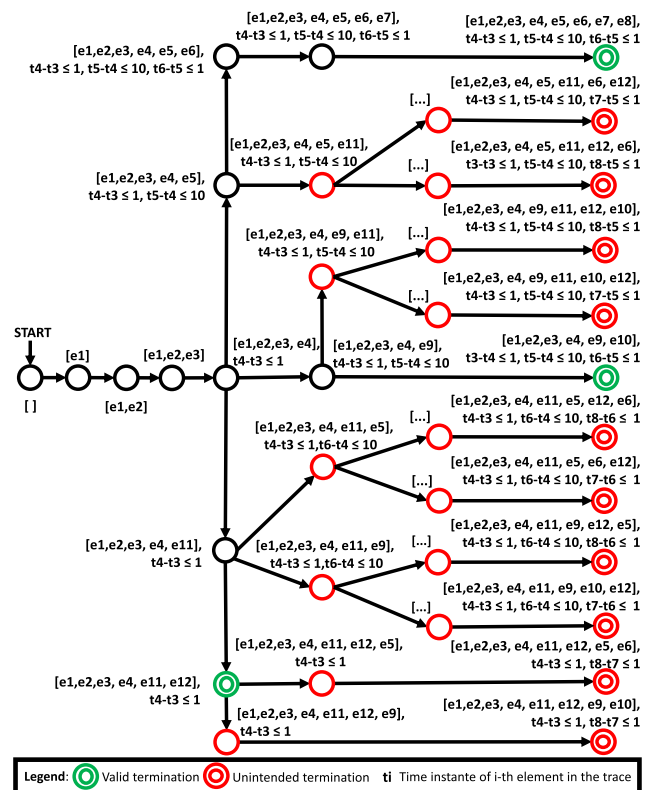 [e1,e2,e3, e4, e5, e6, e7],
t4-t3 ≤ 1, t5-t4 ≤ 10, t6-t5 ≤ 1
[e1,e2,e3, e4, e5, e6, e7, e8],
t4-t3 ≤ 1, t5-t4 ≤ 10, t6-t5 ≤ 1
[e1,e2,e3, e4, e5, e6],
t4-t3 ≤ 1, t5-t4 ≤ 10, t6-t5 ≤ 1
[...]
[e1,e2,e3, e4, e5, e11, e6, e12],
t4-t3 ≤ 1, t5-t4 ≤ 10, t7-t5 ≤ 1
[e1,e2,e3, e4, e5, e11],
t4-t3 ≤ 1, t5-t4 ≤ 10
[...]
[e1,e2,e3, e4, e5, e11, e12, e6],
t3-t3 ≤ 1, t5-t4 ≤ 10, t8-t5 ≤ 1
[e1,e2,e3, e4, e5],
t4-t3 ≤ 1, t5-t4 ≤ 10
[e1,e2,e3, e4, e9, e11],
t4-t3 ≤ 1, t5-t4 ≤ 10
[...]
[e1,e2,e3, e4, e9, e11, e12, e10],
t4-t3 ≤ 1, t5-t4 ≤ 10, t8-t5 ≤ 1
[...]
[e1,e2,e3, e4, e9, e11, e10, e12],
t4-t3 ≤ 1, t5-t4 ≤ 10, t7-t5 ≤ 1
START
[ ]
[e1]
[e1,e2]
[e1,e2,e3]
[e1,e2,e3, e4],
t4-t3 ≤ 1
[e1,e2,e3, e4, e9],
t4-t3 ≤ 1, t5-t4 ≤ 10
[e1,e2,e3, e4, e9, e10],
t3-t4 ≤ 1, t5-t4 ≤ 10, t6-t5 ≤ 1
[e1,e2,e3, e4, e11, e5],
t4-t3 ≤ 1,t6-t4 ≤ 10
[...]
[e1,e2,e3, e4, e11, e5, e12, e6],
t4-t3 ≤ 1, t6-t4 ≤ 10, t8-t6 ≤ 1
[...]
[e1,e2,e3, e4, e11, e5, e6, e12],
t4-t3 ≤ 1, t6-t4 ≤ 10, t7-t6 ≤ 1
[e1,e2,e3, e4, e11],
t4-t3 ≤ 1
[e1,e2,e3, e4, e11, e9],
t4-t3 ≤ 1,t6-t4 ≤ 10
[...]
[e1,e2,e3, e4, e11, e9, e12, e5],
t4-t3 ≤ 1, t6-t4 ≤ 10, t8-t6 ≤ 1
[...]
[e1,e2,e3, e4, e11, e9, e10, e12],
t4-t3 ≤ 1, t6-t4 ≤ 10, t7-t6 ≤ 1
[e1,e2,e3, e4, e11, e12],
t4-t3 ≤ 1
[e1,e2,e3, e4, e11, e12, e5],
t4-t3 ≤ 1
[e1,e2,e3, e4, e11, e12, e5, e6],
t4-t3 ≤ 1, t8-t7 ≤ 1
[e1,e2,e3, e4, e11, e12, e9],
t4-t3 ≤ 1
[e1,e2,e3, e4, e11, e12, e9, e10],
t4-t3 ≤ 1, t8-t7 ≤ 1
Legend: Valid termination Unintended termination ti Time instante of i-th element in the trace